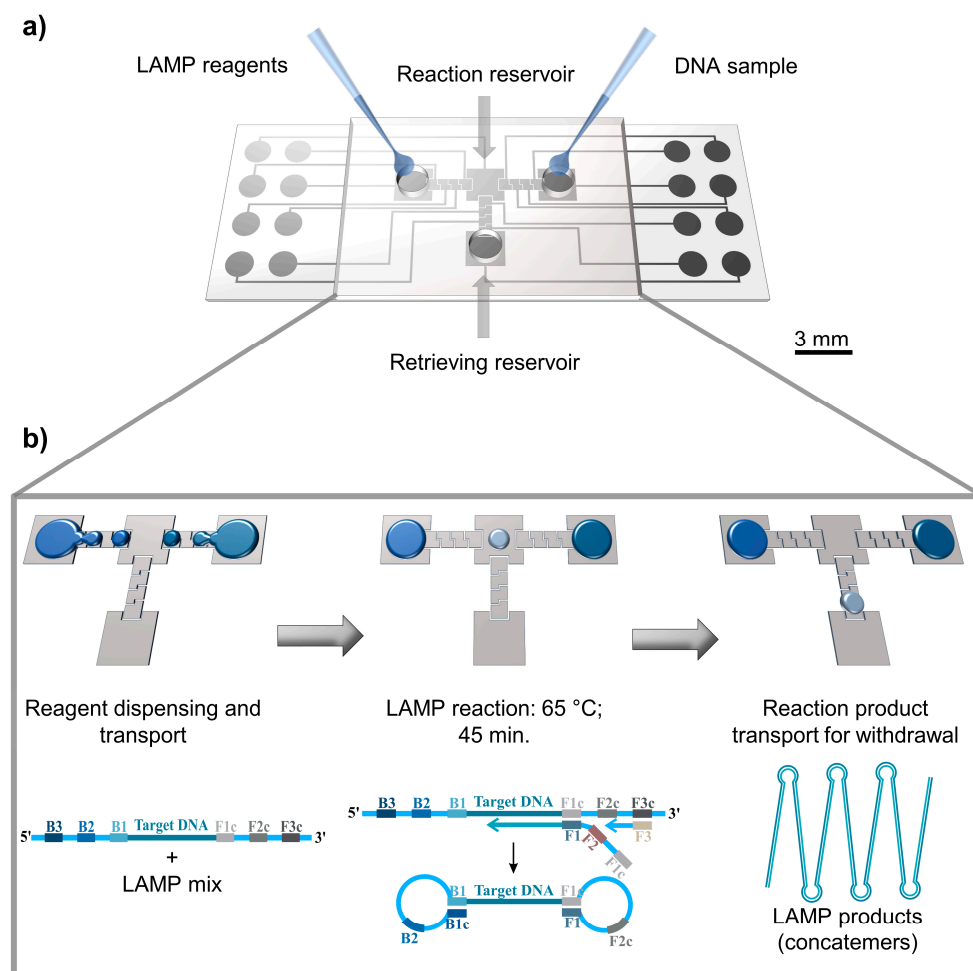 a)
LAMP reagents
Reaction reservoir
DNA sample
Retrieving reservoir
3 mm
b)
Reagent dispensing and
transport
LAMP reaction: 65 °C;
45 min.
Reaction product
transport for withdrawal
5' B3 B2 B1 Target DNA F1c F2c F3c 3'
+
LAMP mix
5' B3 B2 B1 Target DNA F1c F2c F3c 3'
F1 F2 F3
F1c
B1 Target DNA F1c
B2 B1c F1 F2c
LAMP products
(concatemers)